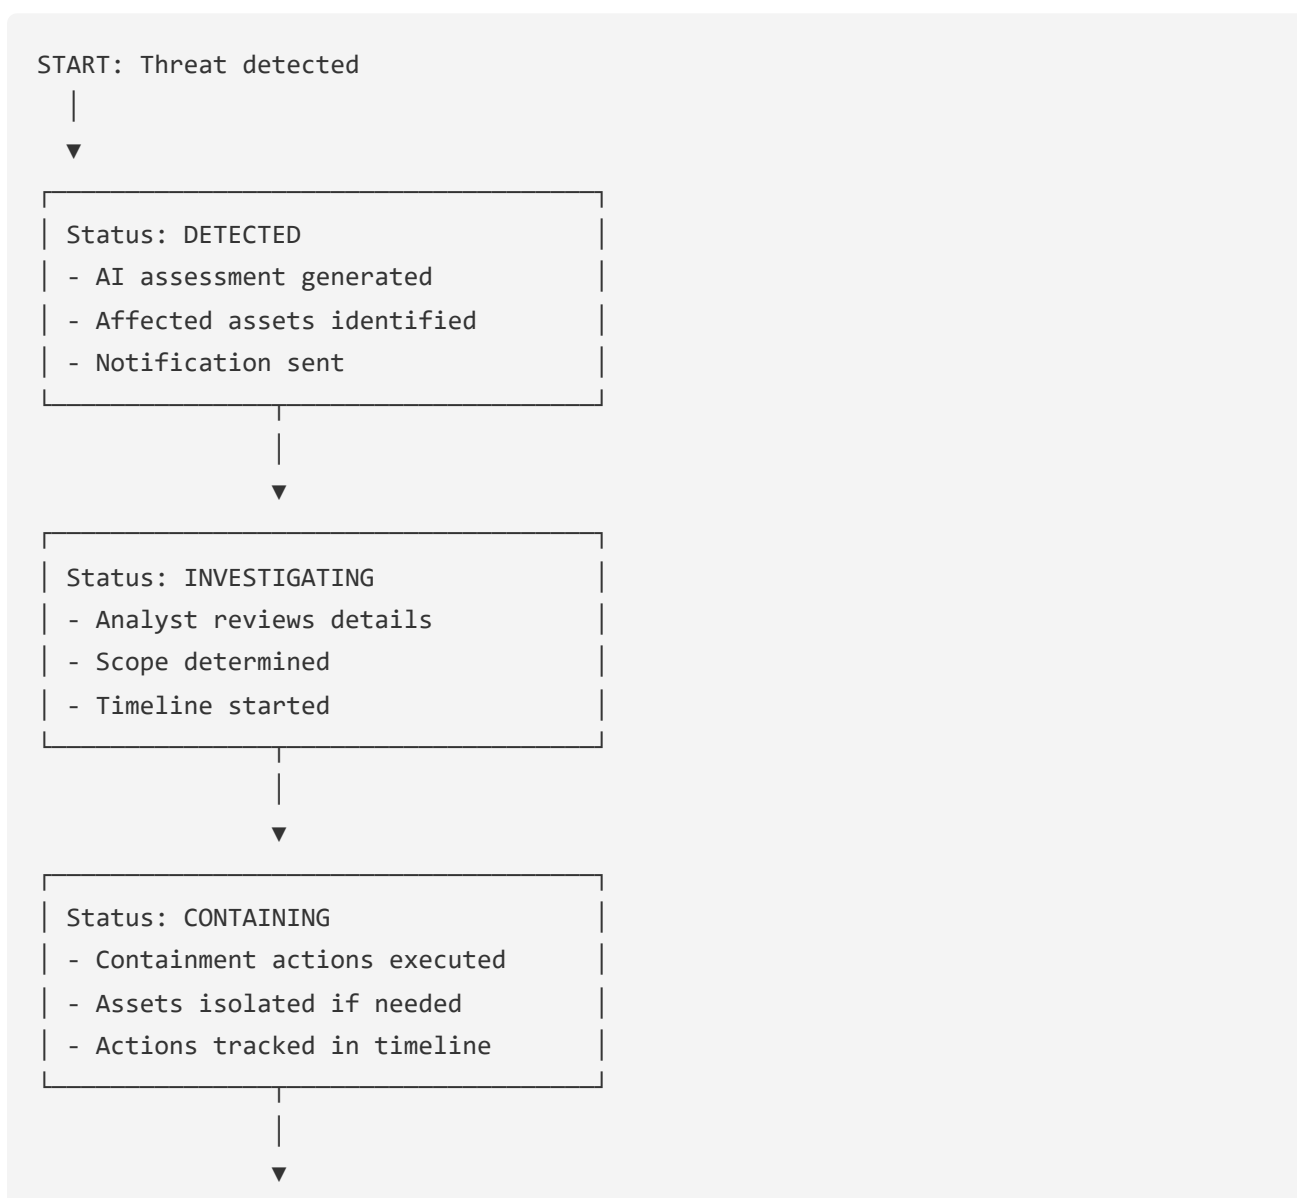 START: Threat detected
Status: DETECTED
- AI assessment generated
- Affected assets identified
- Notification sent
Status: INVESTIGATING
- Analyst reviews details
- Scope determined
- Timeline started
Status: CONTAINING
- Containment actions executed
- Assets isolated if needed
- Actions tracked in timeline